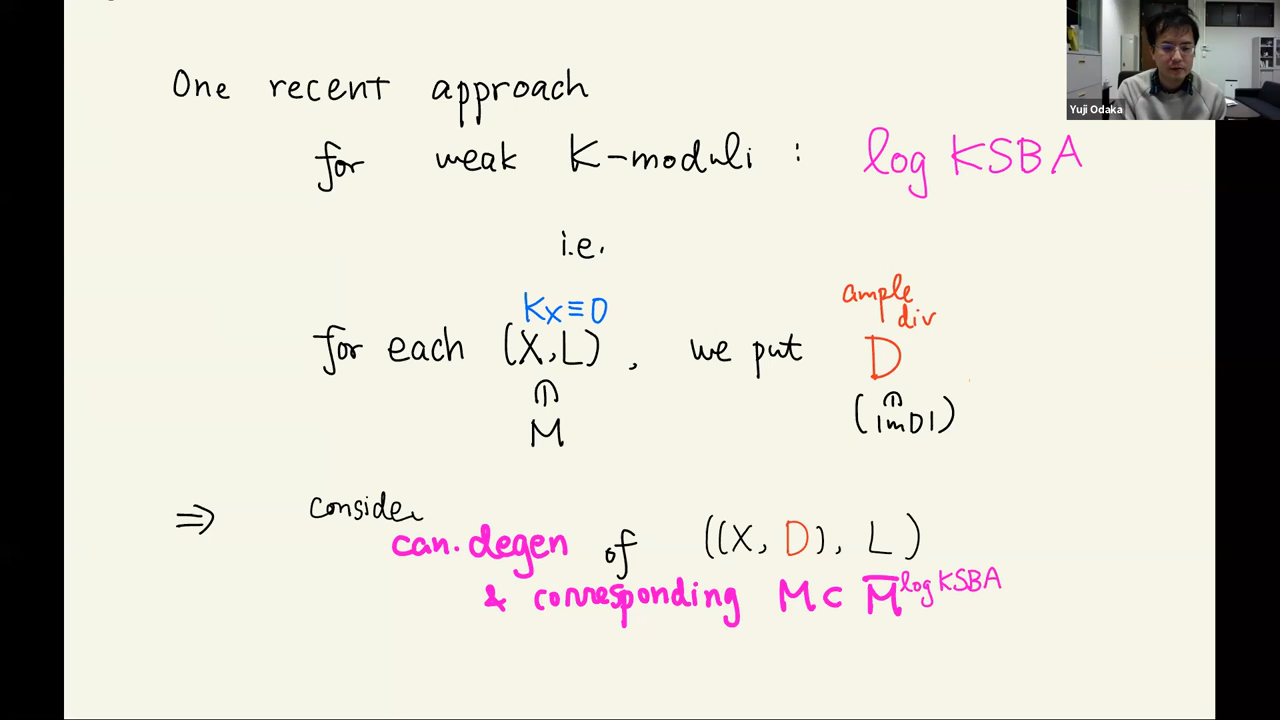 One recent approach
for weak K-moduli : log KSBA
i.e.
K_X≡0
ample
div
for each (X,L), we put D
⋒
M
(∈ |mD|)
⇒ consider
can. degen of ((X, D), L)
& corresponding M ⊂ M̅^{log KSBA}
Yuji Odaka